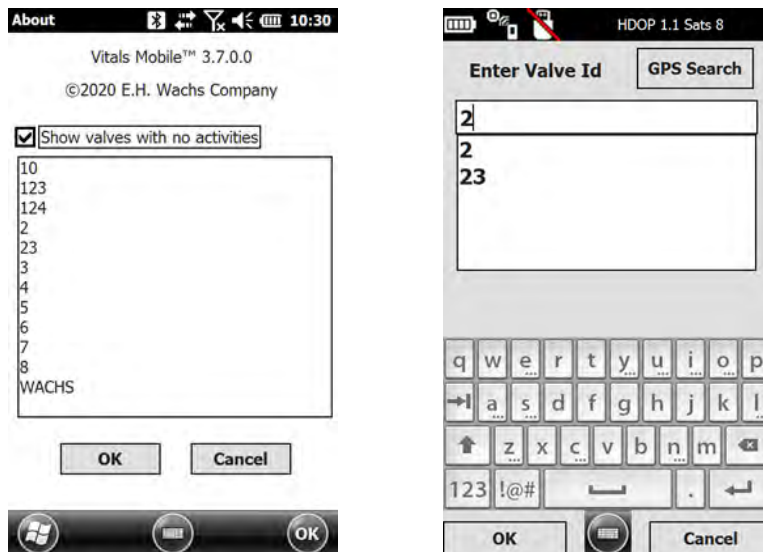 About 10:30
Vitals Mobile™ 3.7.0.0
©2020 E.H. Wachs Company
Show valves with no activities
10
123
124
2
23
3
4
5
6
7
8
WACHS
OK Cancel
OK
HDOP 1.1 Sats 8
Enter Valve Id GPS Search
2
2
23
q w e r t y u i o p
a s d f g h j k l
z x c v b n m
123 !@# .
OK Cancel